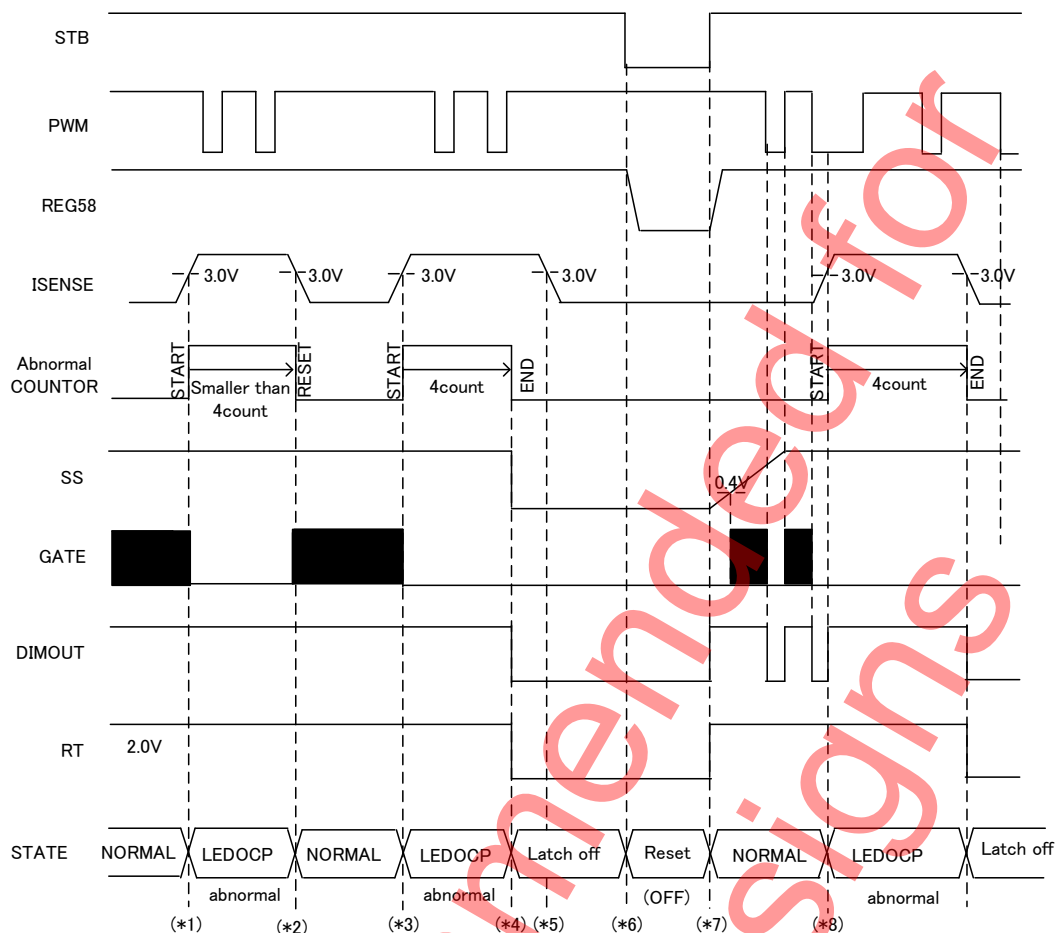 STB
PWM
REG58
ISENSE
3.0V
3.0V
3.0V
3.0V
3.0V
3.0V
Abnormal
COUNTOR
START
Smaller than
4count
RESET
START
4count
END
START
4count
END
SS
0.4V
GATE
DIMOUT
RT
2.0V
STATE
NORMAL
LEDOCP
NORMAL
LEDOCP
Latch off
Reset
NORMAL
LEDOCP
Latch off
abnormal
abnormal
(OFF)
abnormal
(*1)
(*2)
(*3)
(*4)
(*5)
(*6)
(*7)
(*8)
mended for
signs